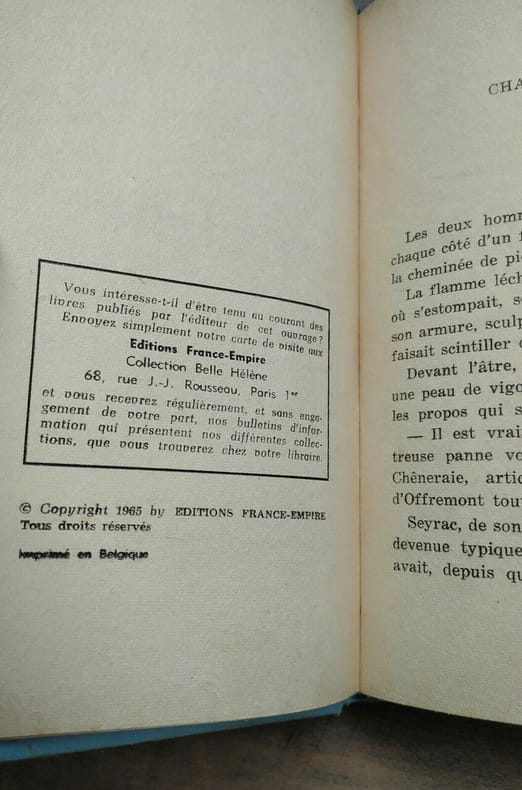 Vous intéresse-t-il d'être tenu au courant des
livres publiés par l'éditeur de cet ouvrage?
Envoyez simplement votre carte de visite aux
Editions France-Empire
Collection Belle Hélène
68, rue J.-J. Rousseau, Paris 1er
et vous recevrez régulièrement, et sans enga-
gement de votre part, nos bulletins d'infor-
mation qui présentent nos différentes collec-
tions, que vous trouverez chez votre libraire.
© Copyright 1965 by EDITIONS FRANCE-EMPIRE
Tous droits réservés
Imprimé en Belgique
CHA
Les deux homm
chaque côté d'un f
la cheminée de pi
La flamme léch
où s'estompait, s
son armure, sculp
faisait scintiller
Devant l'âtre,
une peau de vigo
les propos qui s
— Il est vrai
treuse panne vo
Chêneraie, artic
d'Offremont tout
Seyrac, de son
devenue typique
avait, depuis qu